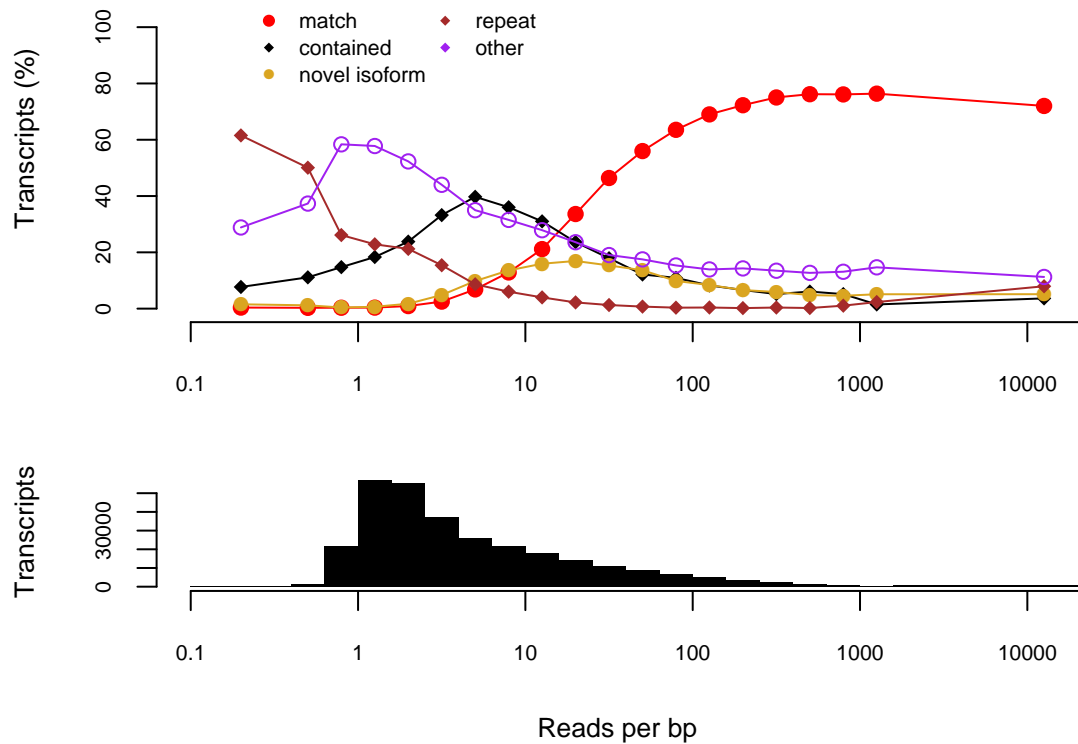 match
contained
novel isoform
repeat
other
Transcripts (%)
100
80
60
40
20
0
0.1 1 10 100 1000 10000
Transcripts
30000
0
0.1 1 10 100 1000 10000
Reads per bp